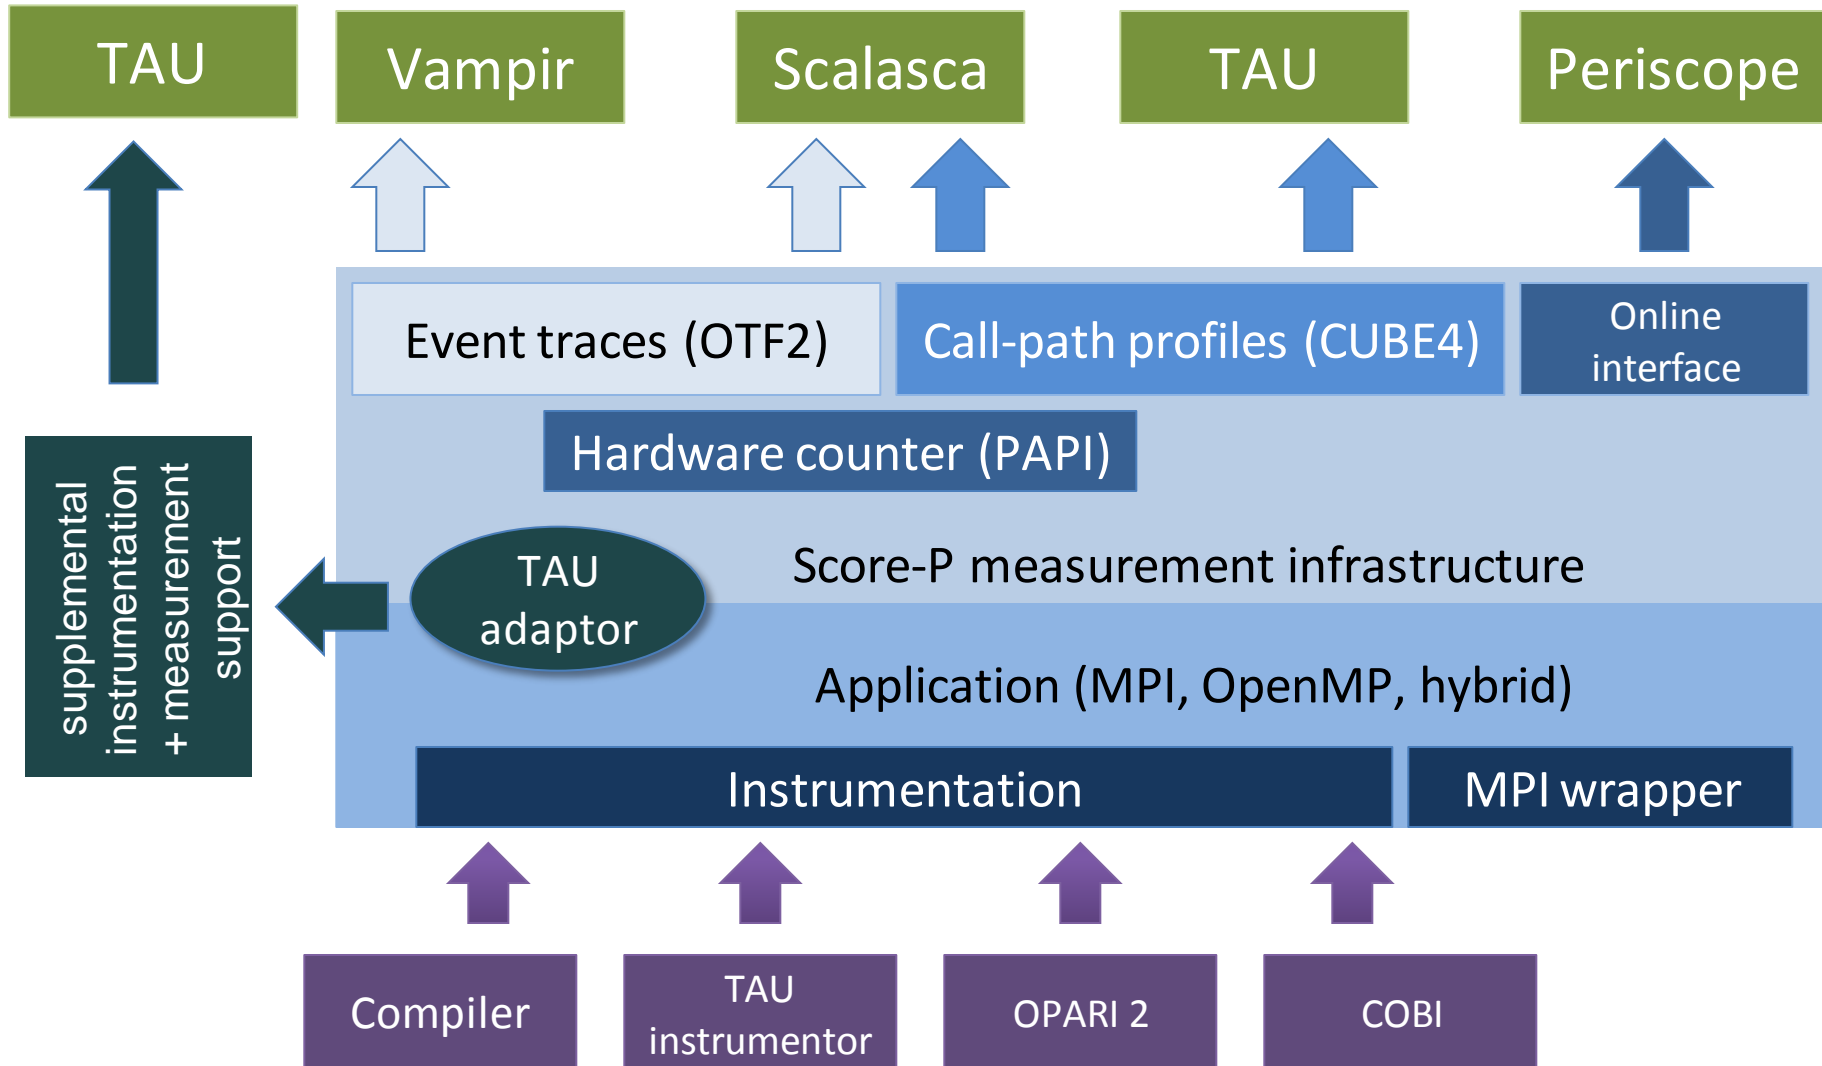 TAU
Vampir
Scalasca
TAU
Periscope
Event traces (OTF2)
Call-path profiles (CUBE4)
Online
interface
Hardware counter (PAPI)
supplemental
instrumentation
+ measurement
support
TAU
adaptor
Score-P measurement infrastructure
Application (MPI, OpenMP, hybrid)
Instrumentation
MPI wrapper
Compiler
TAU
instrumentor
OPARI 2
COBI